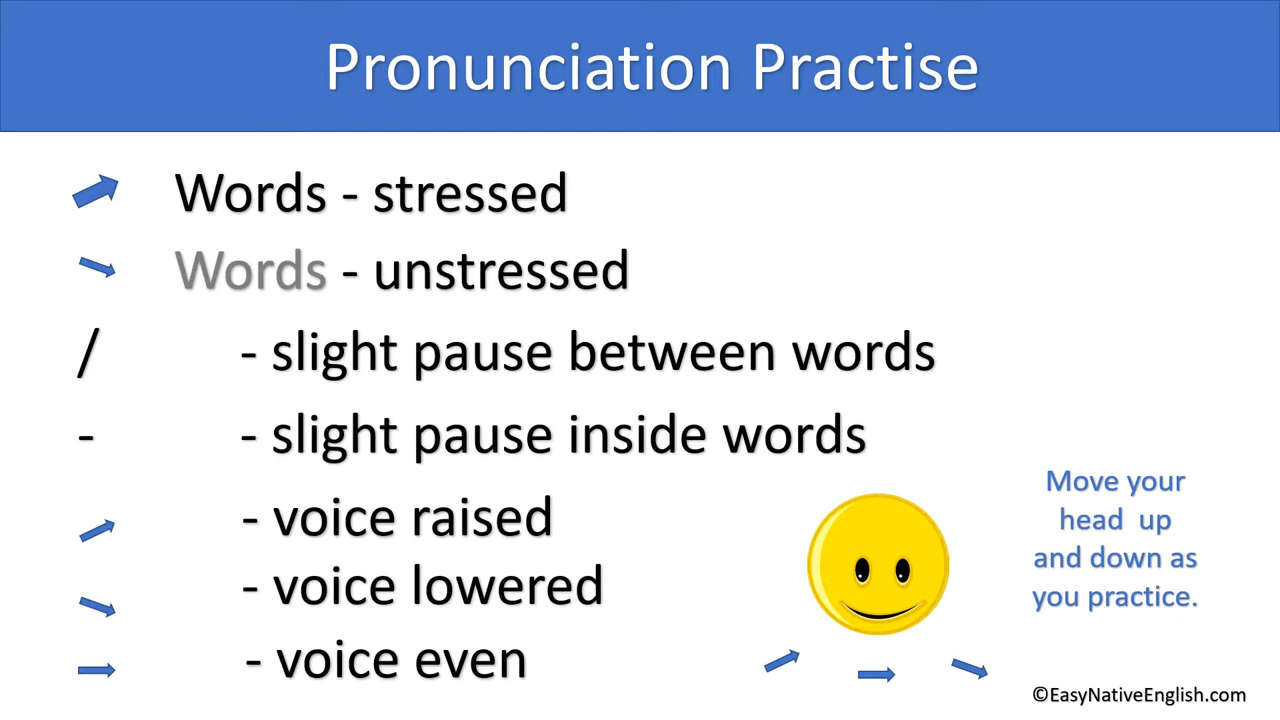 Pronunciation Practise
Words - stressed
Words - unstressed
/ - slight pause between words
- - slight pause inside words
- voice raised
- voice lowered
- voice even
Move your
head up
and down as
you practice.
©EasyNativeEnglish.com